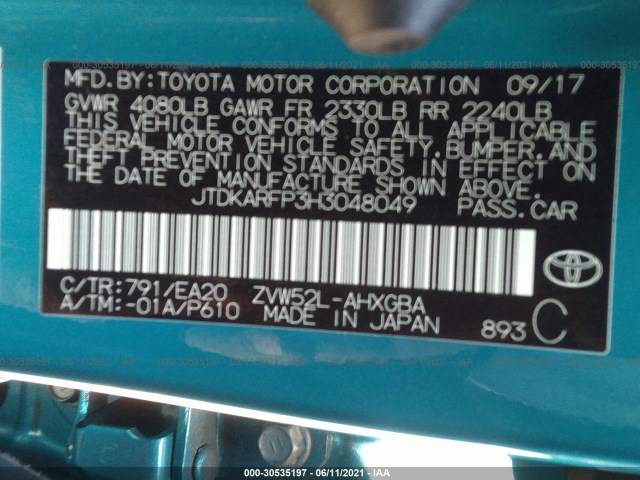 MFD.BY:TOYOTA MOTOR CORPORATION 09/17
GVWR 4080LB GAWR FR 2330LB RR 2240LB
THIS VEHICLE CONFORMS TO ALL APPLICABLE
FEDERAL MOTOR VEHICLE SAFETY,BUMPER,AND
THEFT PREVENTION STANDARDS IN EFFECT ON
THE DATE OF MANUFACTURE SHOWN ABOVE.
JTDKARFP3H3048049 PASS.CAR
C/TR:791/EA20 ZVW52L-AHXGBA
A/TM:-01A/P610 MADE IN JAPAN 893 C
000-30535197 - 06/11/2021 - IAA